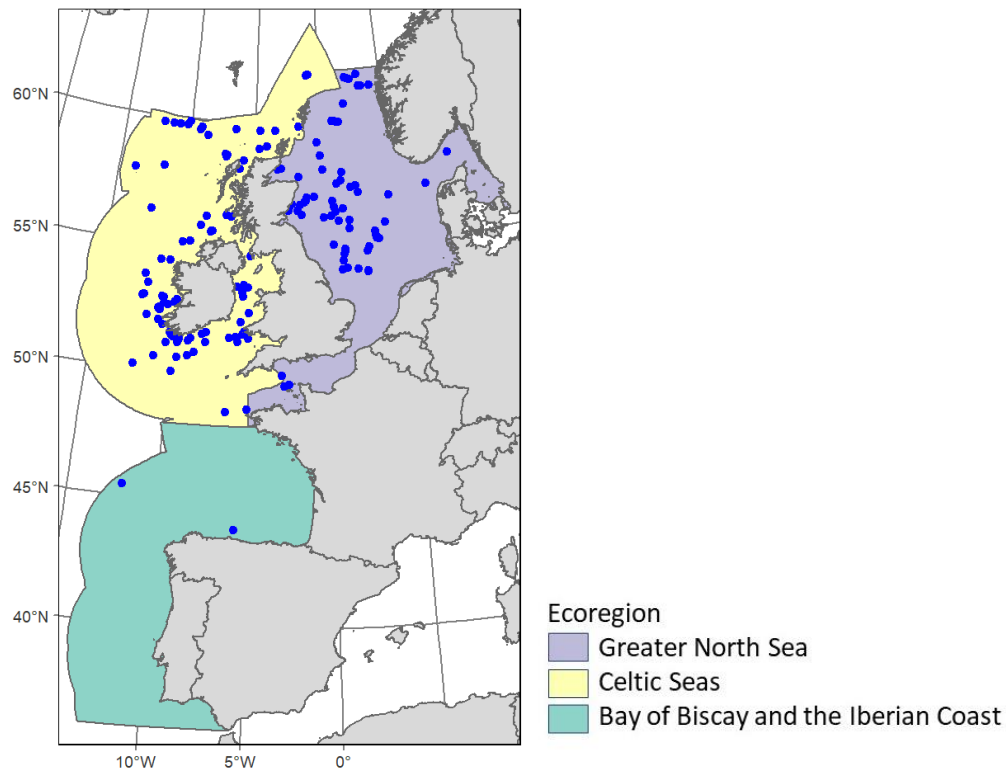 60°N
55°N
50°N
45°N
40°N
10°W
5°W
0°
Ecoregion
Greater North Sea
Celtic Seas
Bay of Biscay and the Iberian Coast